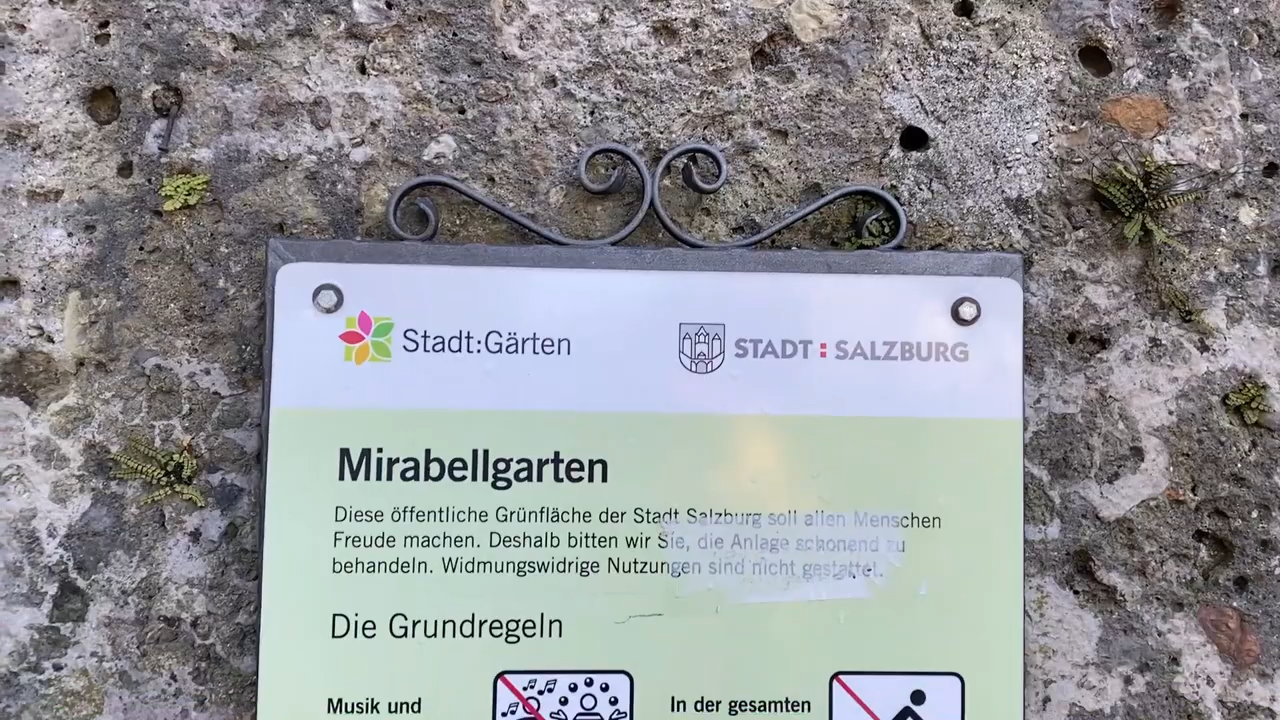 Stadt:Gärten
STADT:SALZBURG
Mirabellgarten
Diese öffentliche Grünfläche der Stadt Salzburg soll allen Menschen
Freude machen. Deshalb bitten wir Sie, die Anlage schonend zu
behandeln. Widmungswidrige Nutzungen sind nicht gestattet.
Die Grundregeln
Musik und
In der gesamten